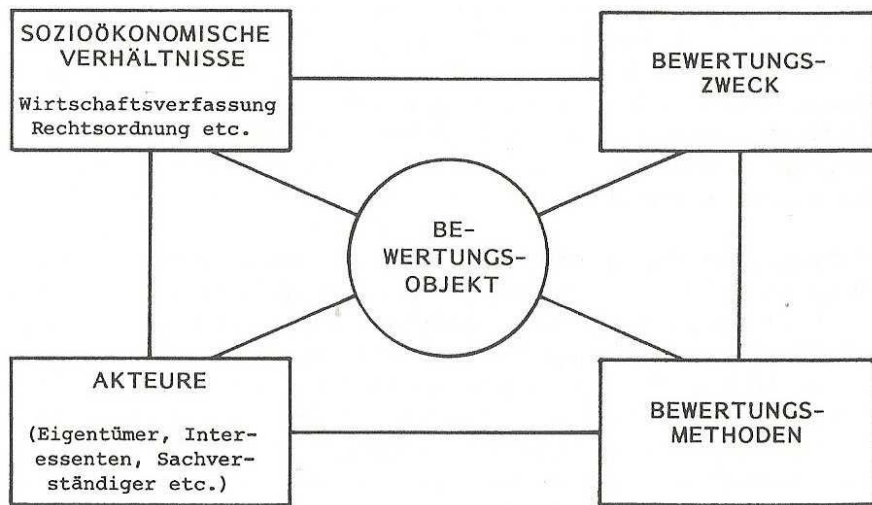 SOZIOÖKONOMISCHE
VERHÄLTNISSE
Wirtschaftsverfassung
Rechtsordnung etc.
BEWERTUNGS-
ZWECK
BE-
WERTUNGS-
OBJEKT
AKTEURE
(Eigentümer, Inter-
essenten, Sachver-
ständiger etc.)
BEWERTUNGS-
METHODEN